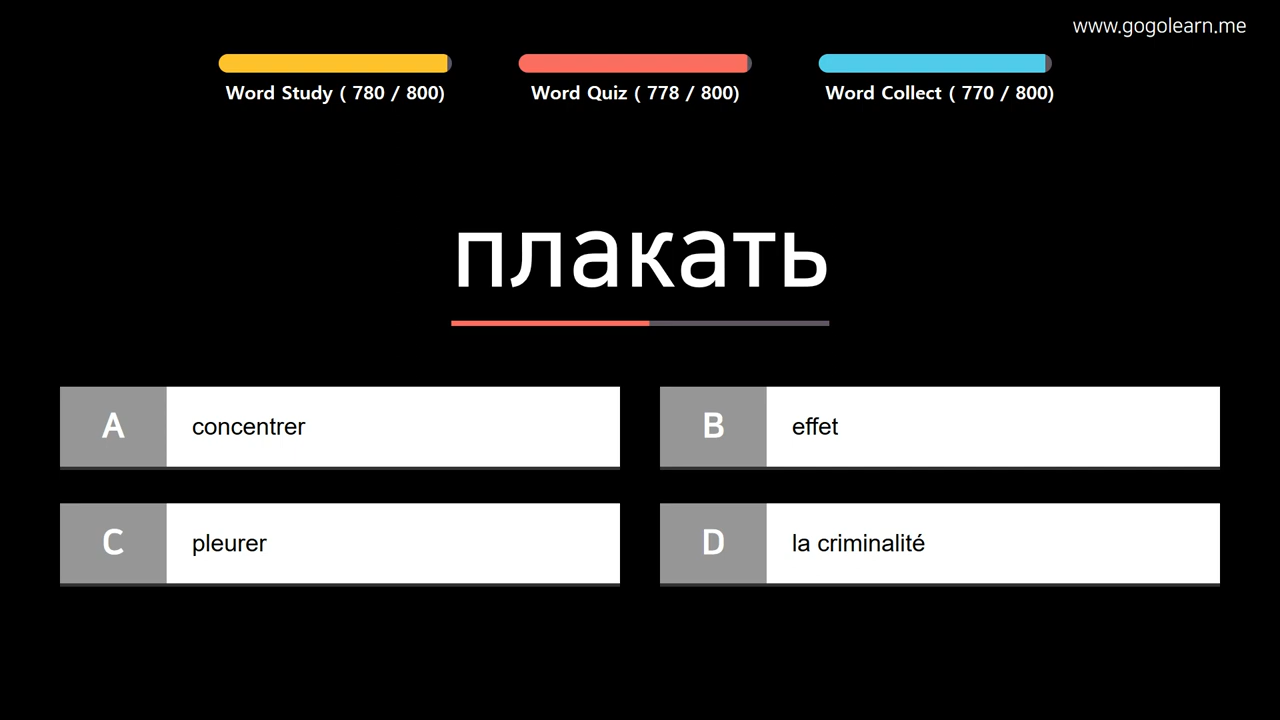 www.gogolearn.me
Word Study ( 780 / 800)
Word Quiz ( 778 / 800)
Word Collect ( 770 / 800)
плакать
A concentrer
B effet
C pleurer
D la criminalité